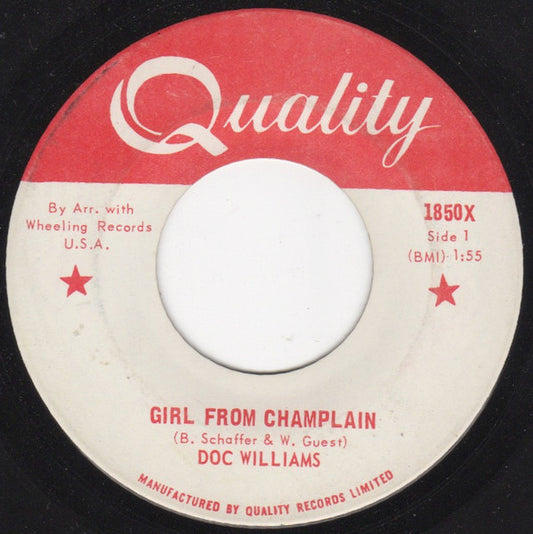 Quality
By Arr. with
Wheeling Records
U.S.A.
1850X
Side 1
(BMI) 1:55
GIRL FROM CHAMPLAIN
(B. Schaffer & W. Guest)
DOC WILLIAMS
MANUFACTURED BY QUALITY RECORDS LIMITED